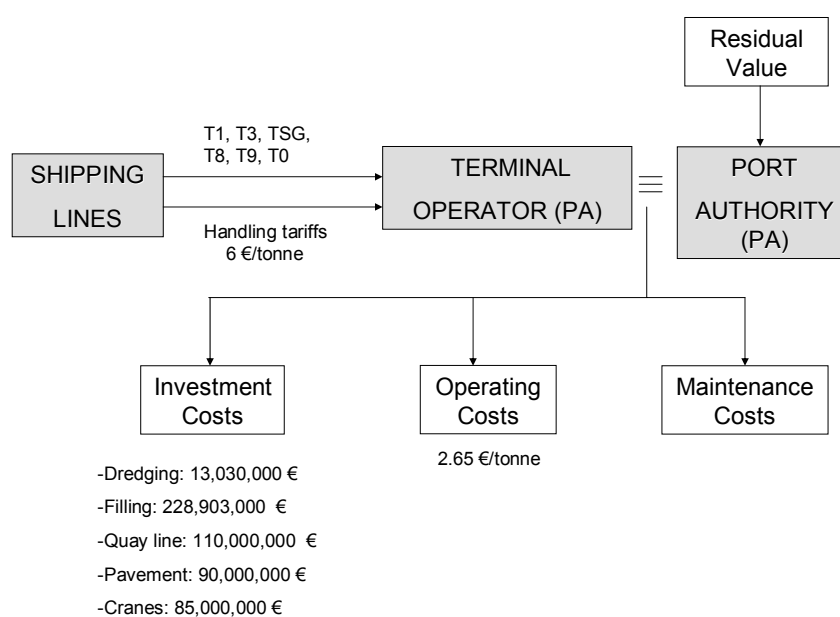 Residual
Value
T1, T3, TSG,
T8, T9, T0
SHIPPING
LINES
TERMINAL
OPERATOR (PA)
PORT
AUTHORITY
(PA)
Handling tariffs
6 €/tonne
Investment
Costs
Operating
Costs
Maintenance
Costs
2.65 €/tonne
-Dredging: 13,030,000 €
-Filling: 228,903,000 €
-Quay line: 110,000,000 €
-Pavement: 90,000,000 €
-Cranes: 85,000,000 €